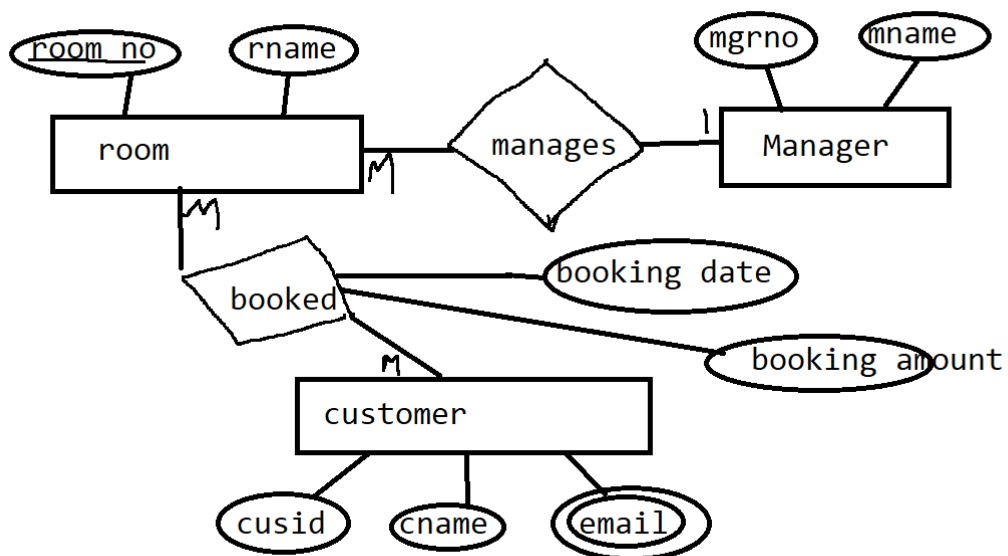 room no
rname
mgrno
mname
room
M
manages
1
Manager
M
booked
booking date
booking amount
M
customer
cusid
cname
email